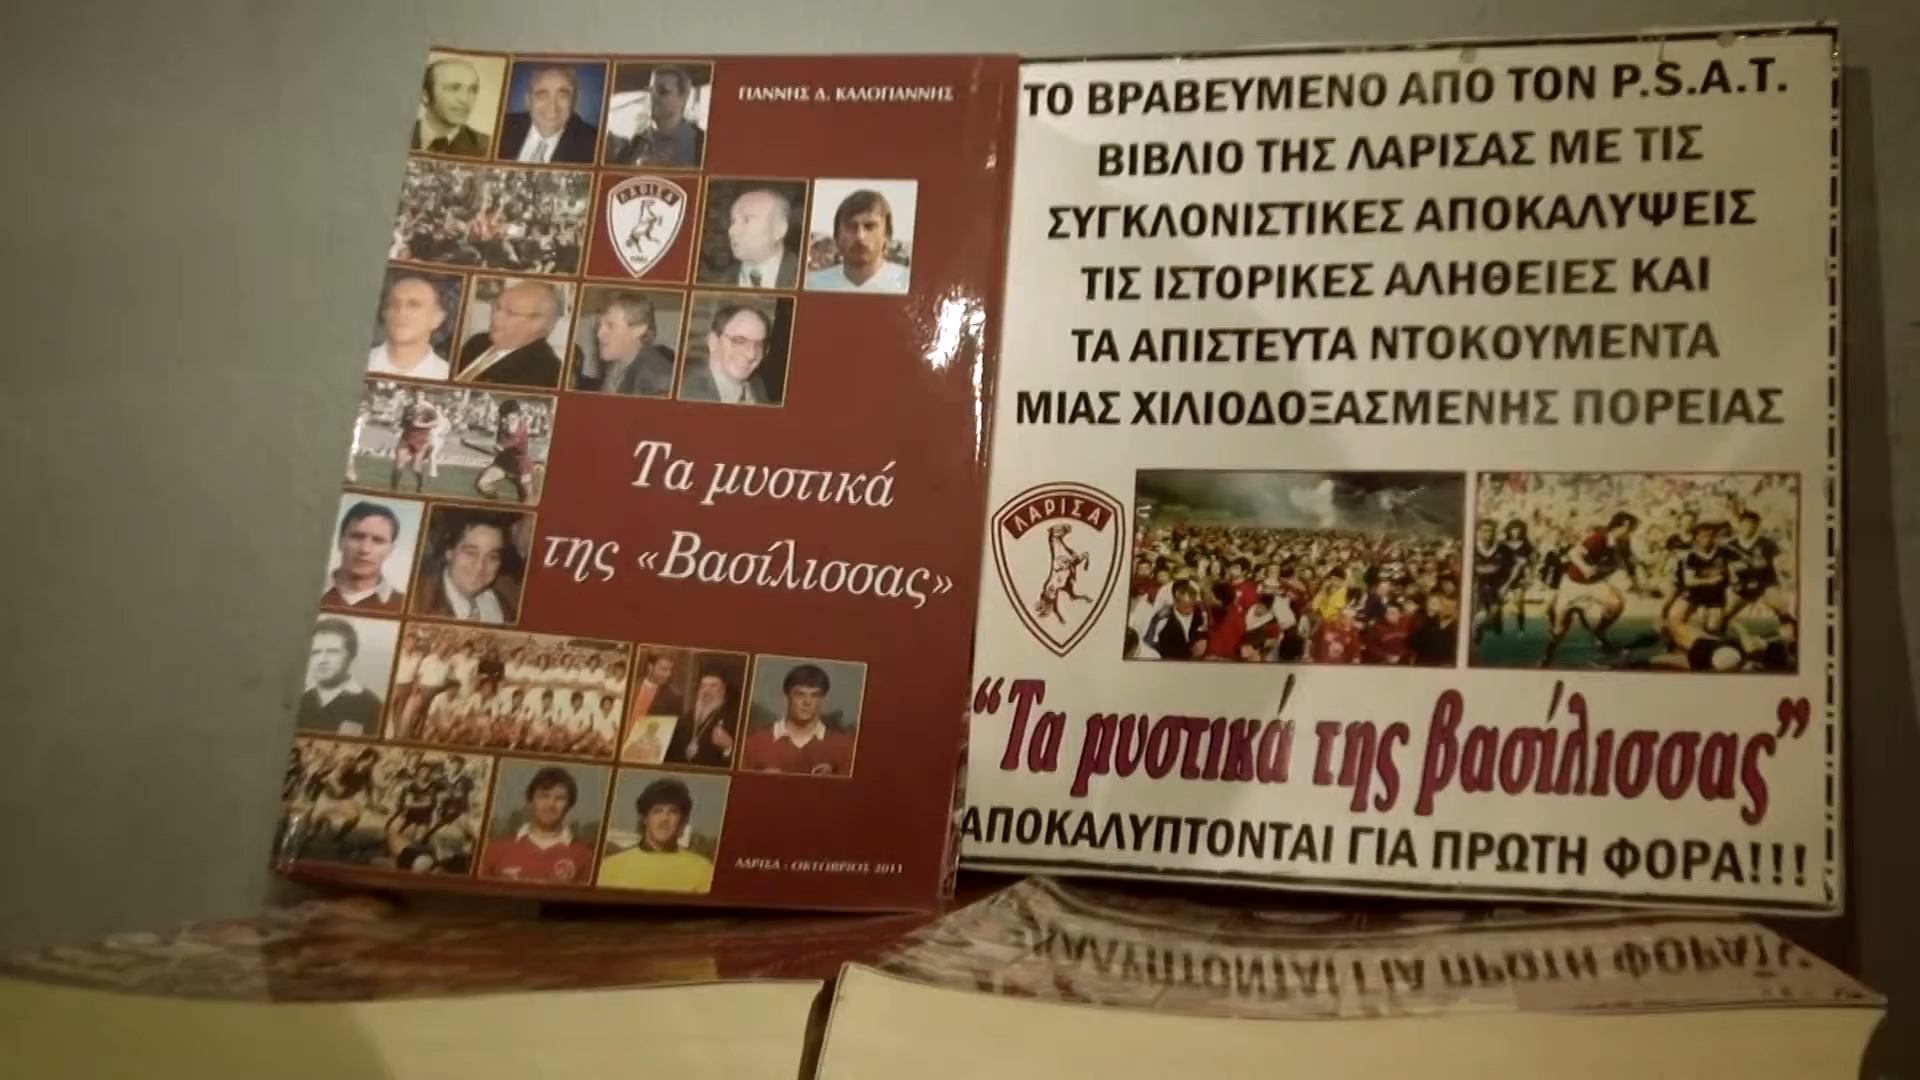 ΓΙΑΝΝΗΣ Δ. ΚΑΛΟΓΙΑΝΝΗΣ
ΛΑΡΙΣΑ
Τα μυστικά
της «Βασίλισσας»
ΛΑΡΙΣΑ - ΟΚΤΩΒΡΙΟΣ 2011
ΤΟ ΒΡΑΒΕΥΜΕΝΟ ΑΠΟ ΤΟΝ P.S.A.T.
ΒΙΒΛΙΟ ΤΗΣ ΛΑΡΙΣΑΣ ΜΕ ΤΙΣ
ΣΥΓΚΛΟΝΙΣΤΙΚΕΣ ΑΠΟΚΑΛΥΨΕΙΣ
ΤΙΣ ΙΣΤΟΡΙΚΕΣ ΑΛΗΘΕΙΕΣ ΚΑΙ
ΤΑ ΑΠΙΣΤΕΥΤΑ ΝΤΟΚΟΥΜΕΝΤΑ
ΜΙΑΣ ΧΙΛΙΟΔΟΞΑΣΜΕΝΗΣ ΠΟΡΕΙΑΣ
ΛΑΡΙΣΑ
“Τα μυστικά της βασίλισσας”
ΑΠΟΚΑΛΥΠΤΟΝΤΑΙ ΓΙΑ ΠΡΩΤΗ ΦΟΡΑ!!!